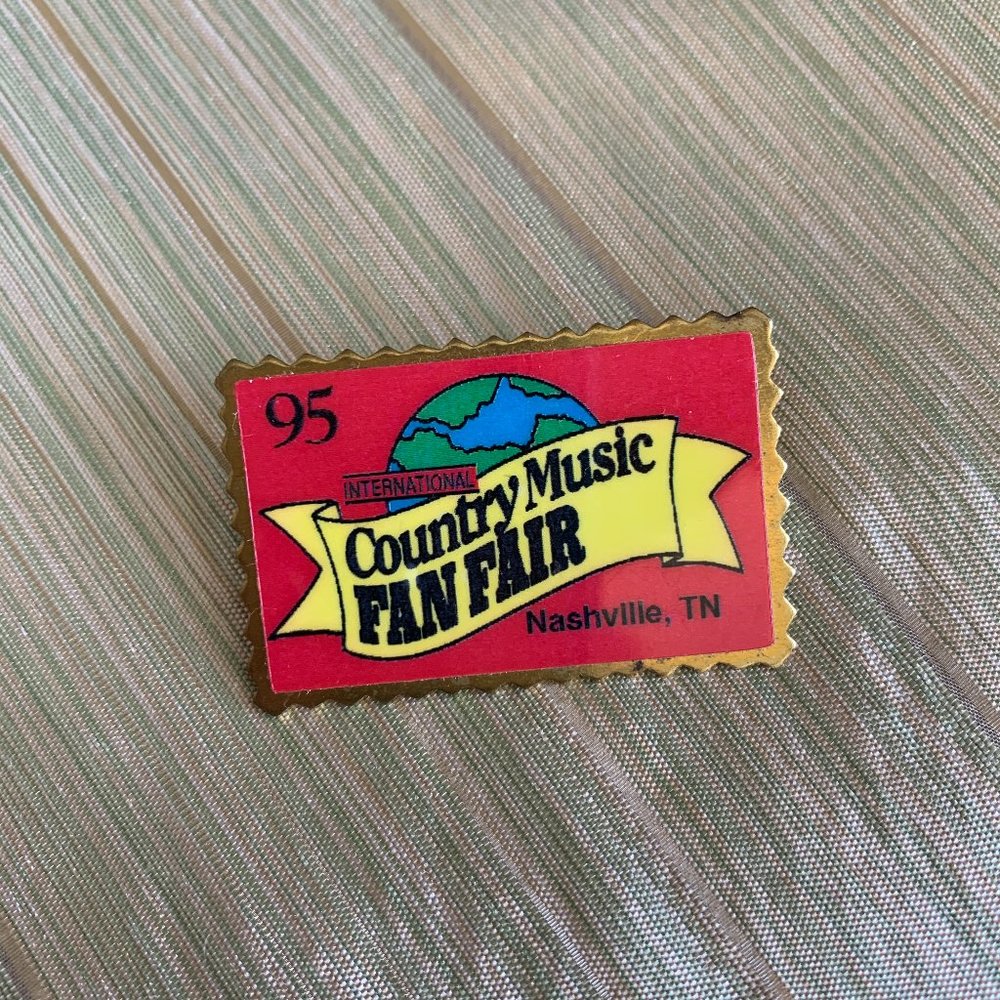 95
INTERNATIONAL
Country Music
FAN FAIR
Nashville, TN